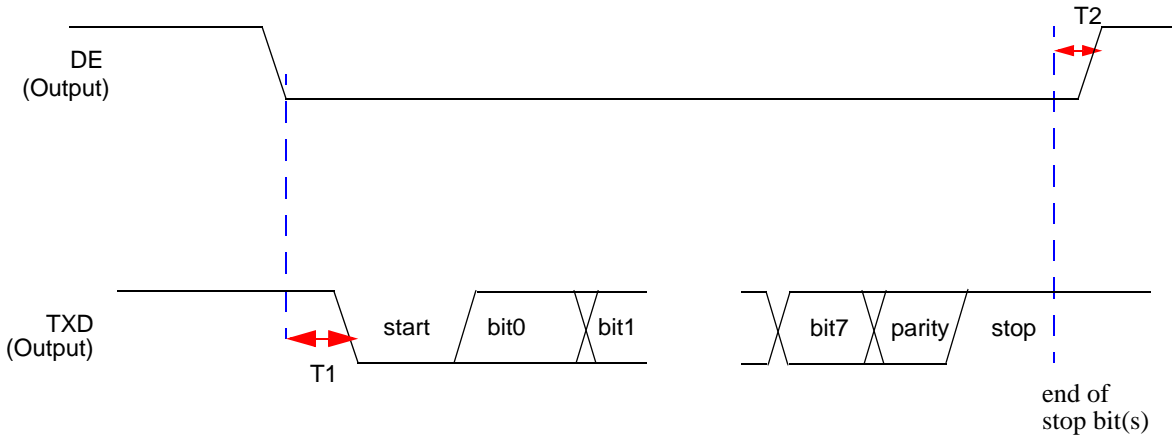 T2
DE
(Output)
TXD
(Output)
start
bit0
bit1
bit7
parity
stop
T1
end of
stop bit(s)